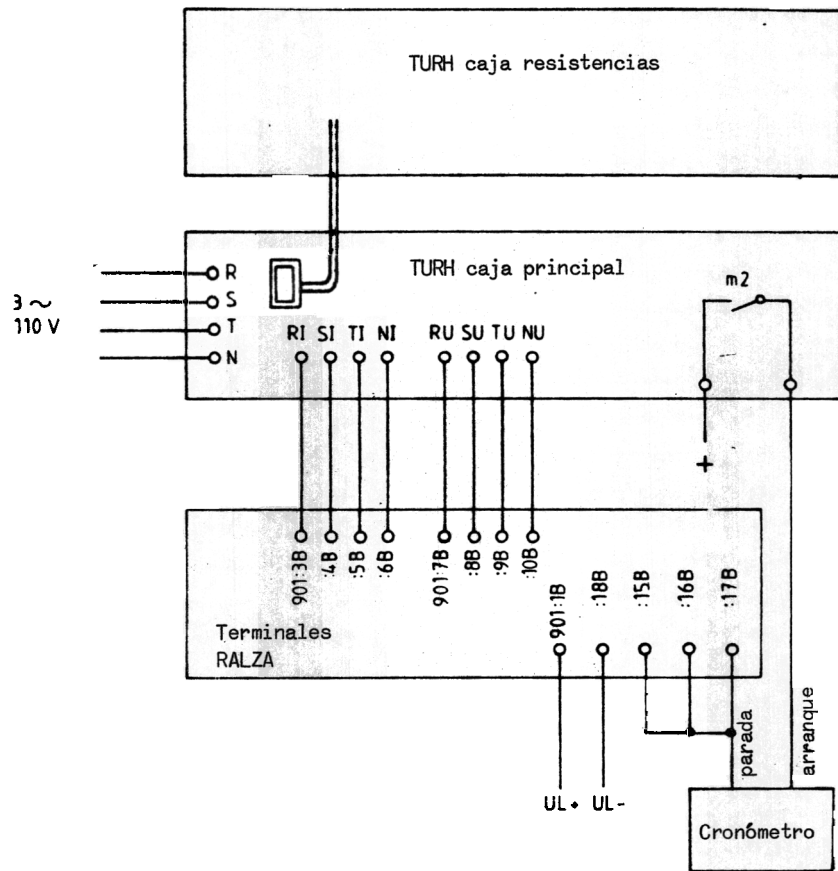 TURH caja resistencias
TURH caja principal
m2
R
S
T
N
3 ~
110 V
RI SI TI NI RU SU TU NU
+
901:3B :4B :5B :6B 901:7B :8B :9B :10B
901:1B :18B :15B :16B :17B
Terminales
RALZA
parada
arranque
UL+ UL-
Cronómetro